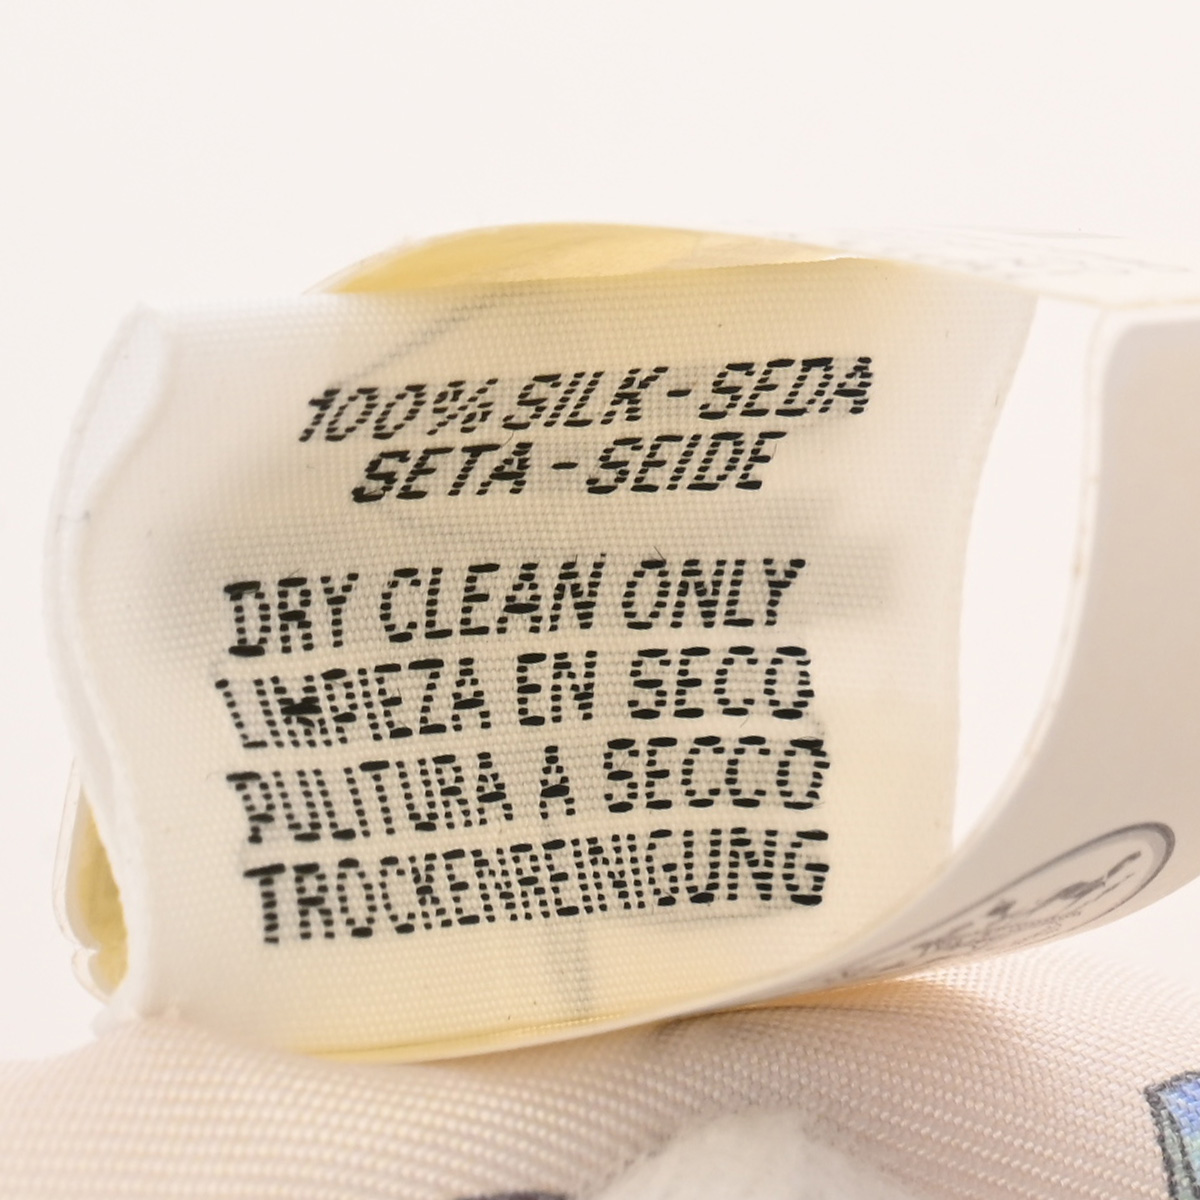 100% SILK - SEDA
SETA - SEIDE
DRY CLEAN ONLY
LIMPIEZA EN SECO
PULITURA A SECCO
TROCKENREINIGUNG